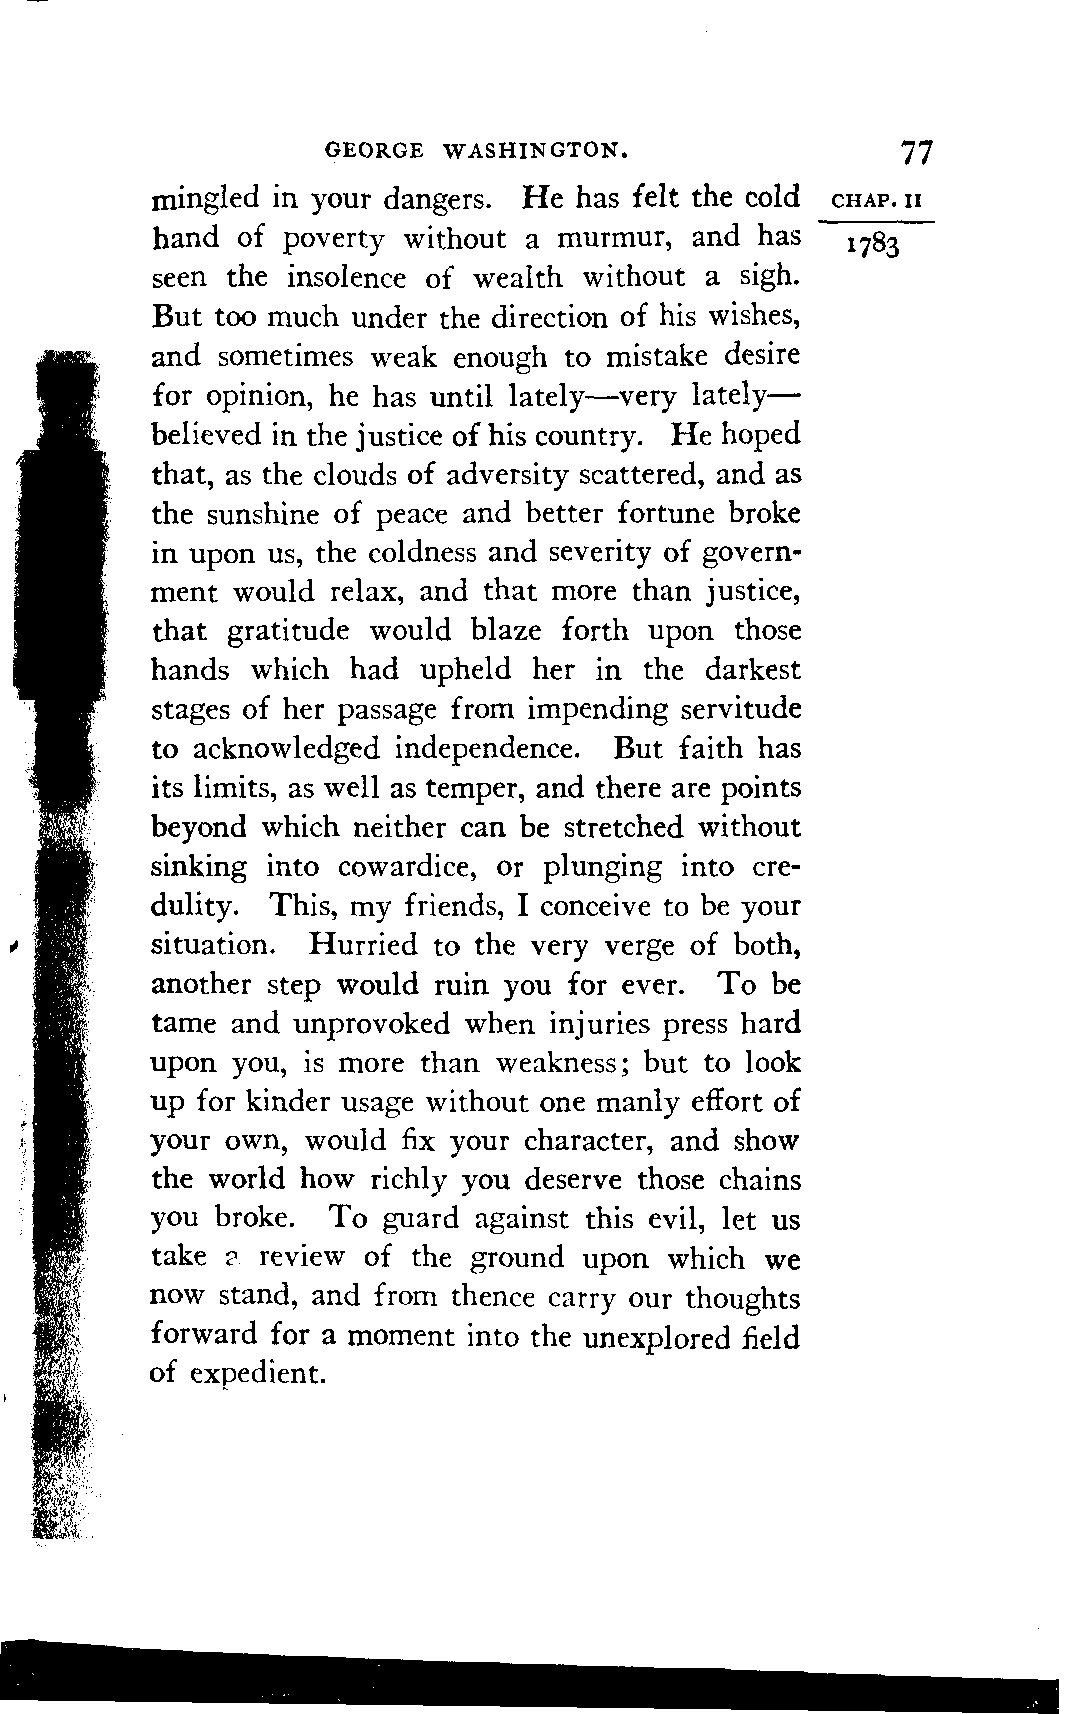 GEORGE WASHINGTON. 77
mingled in your dangers. He has felt the cold
CHAP. II
hand of poverty without a murmur, and has
1783
seen the insolence of wealth without a sigh.
But too much under the direction of his wishes,
and sometimes weak enough to mistake desire
for opinion, he has until lately—very lately—
believed in the justice of his country. He hoped
that, as the clouds of adversity scattered, and as
the sunshine of peace and better fortune broke
in upon us, the coldness and severity of govern-
ment would relax, and that more than justice,
that gratitude would blaze forth upon those
hands which had upheld her in the darkest
stages of her passage from impending servitude
to acknowledged independence. But faith has
its limits, as well as temper, and there are points
beyond which neither can be stretched without
sinking into cowardice, or plunging into cre-
dulity. This, my friends, I conceive to be your
situation. Hurried to the very verge of both,
another step would ruin you for ever. To be
tame and unprovoked when injuries press hard
upon you, is more than weakness; but to look
up for kinder usage without one manly effort of
your own, would fix your character, and show
the world how richly you deserve those chains
you broke. To guard against this evil, let us
take a review of the ground upon which we
now stand, and from thence carry our thoughts
forward for a moment into the unexplored field
of expedient.